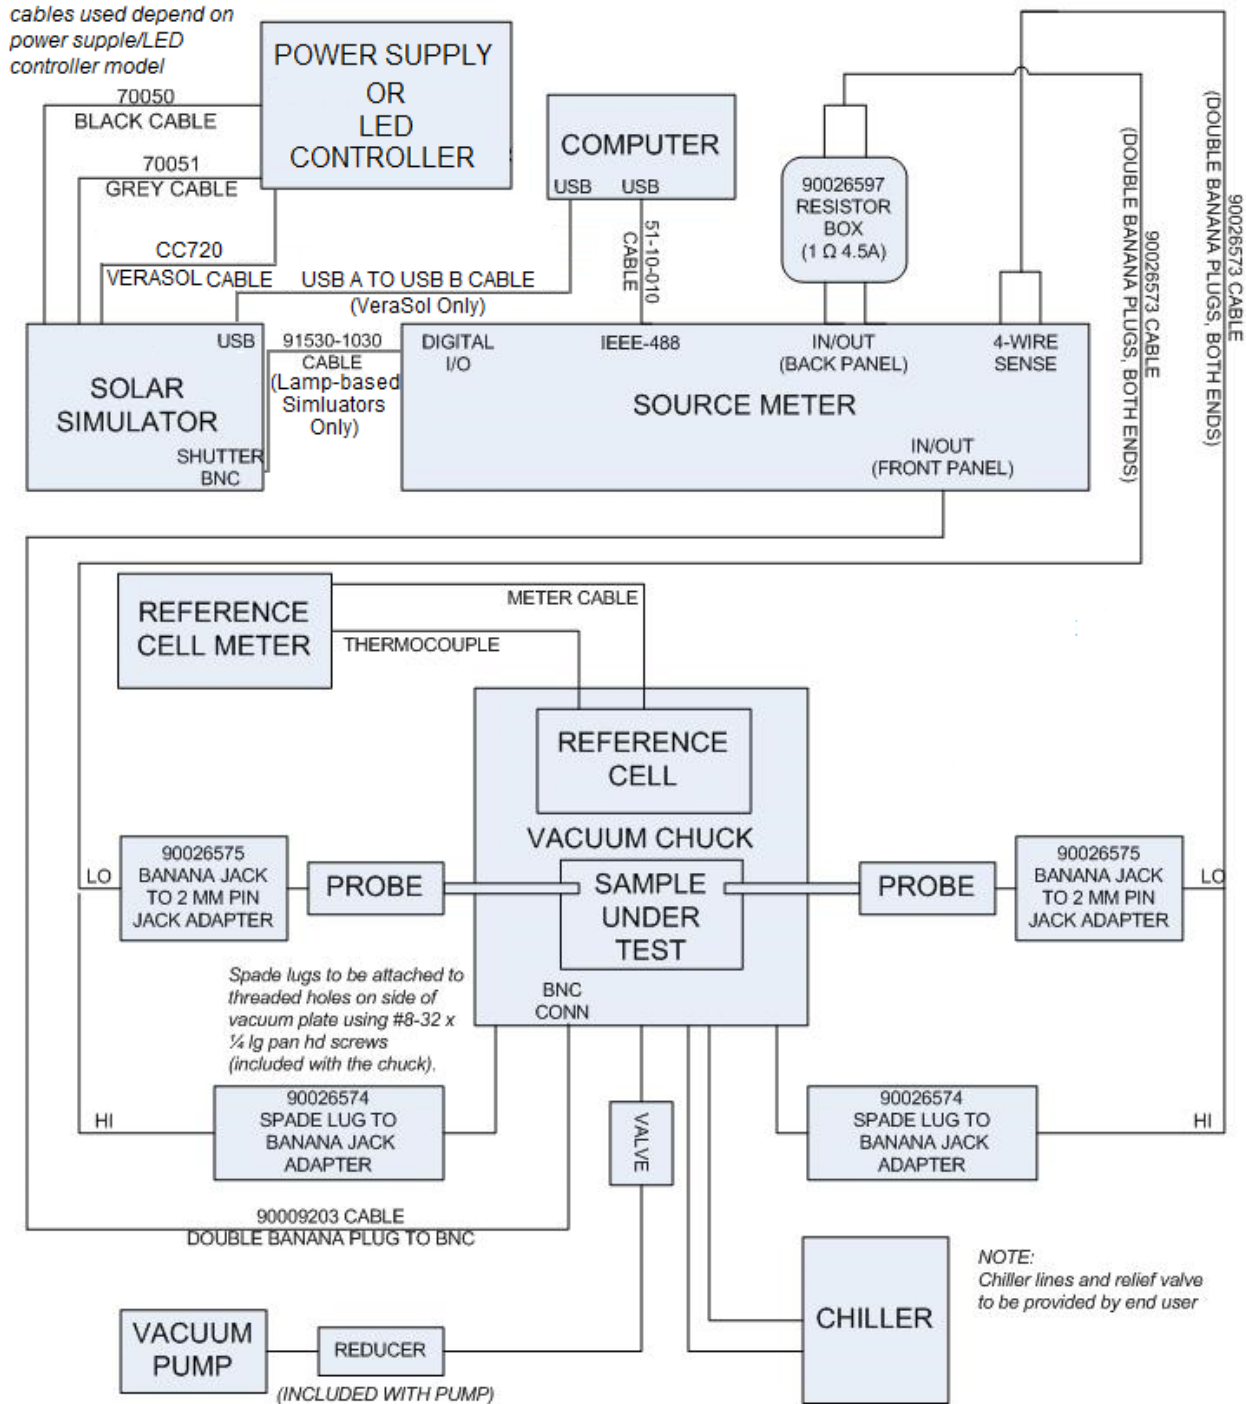 cables used depend on
power supple/LED
controller model
POWER SUPPLY
OR
LED
CONTROLLER
70050
BLACK CABLE
70051
GREY CABLE
CC720
VERASOL CABLE
COMPUTER
USB USB
51-10-010
CABLE
USB A TO USB B CABLE
(VeraSol Only)
90026597
RESISTOR
BOX
(1 Ω 4.5A)
90026573 CABLE
(DOUBLE BANANA PLUGS, BOTH ENDS)
90026573 CABLE
(DOUBLE BANANA PLUGS, BOTH ENDS)
USB
SOLAR
SIMULATOR
SHUTTER
BNC
91530-1030
CABLE
(Lamp-based
Simluators
Only)
DIGITAL
I/O
IEEE-488
IN/OUT
(BACK PANEL)
4-WIRE
SENSE
SOURCE METER
IN/OUT
(FRONT PANEL)
REFERENCE
CELL METER
METER CABLE
THERMOCOUPLE
REFERENCE
CELL
VACUUM CHUCK
LO
90026575
BANANA JACK
TO 2 MM PIN
JACK ADAPTER
PROBE
SAMPLE
UNDER
TEST
PROBE
90026575
BANANA JACK
TO 2 MM PIN
JACK ADAPTER
LO
Spade lugs to be attached to
threaded holes on side of
vacuum plate using #8-32 x
¼ lg pan hd screws
(included with the chuck).
BNC
CONN
HI
90026574
SPADE LUG TO
BANANA JACK
ADAPTER
VALVE
90026574
SPADE LUG TO
BANANA JACK
ADAPTER
HI
90009203 CABLE
DOUBLE BANANA PLUG TO BNC
VACUUM
PUMP
REDUCER
(INCLUDED WITH PUMP)
CHILLER
NOTE:
Chiller lines and relief valve
to be provided by end user